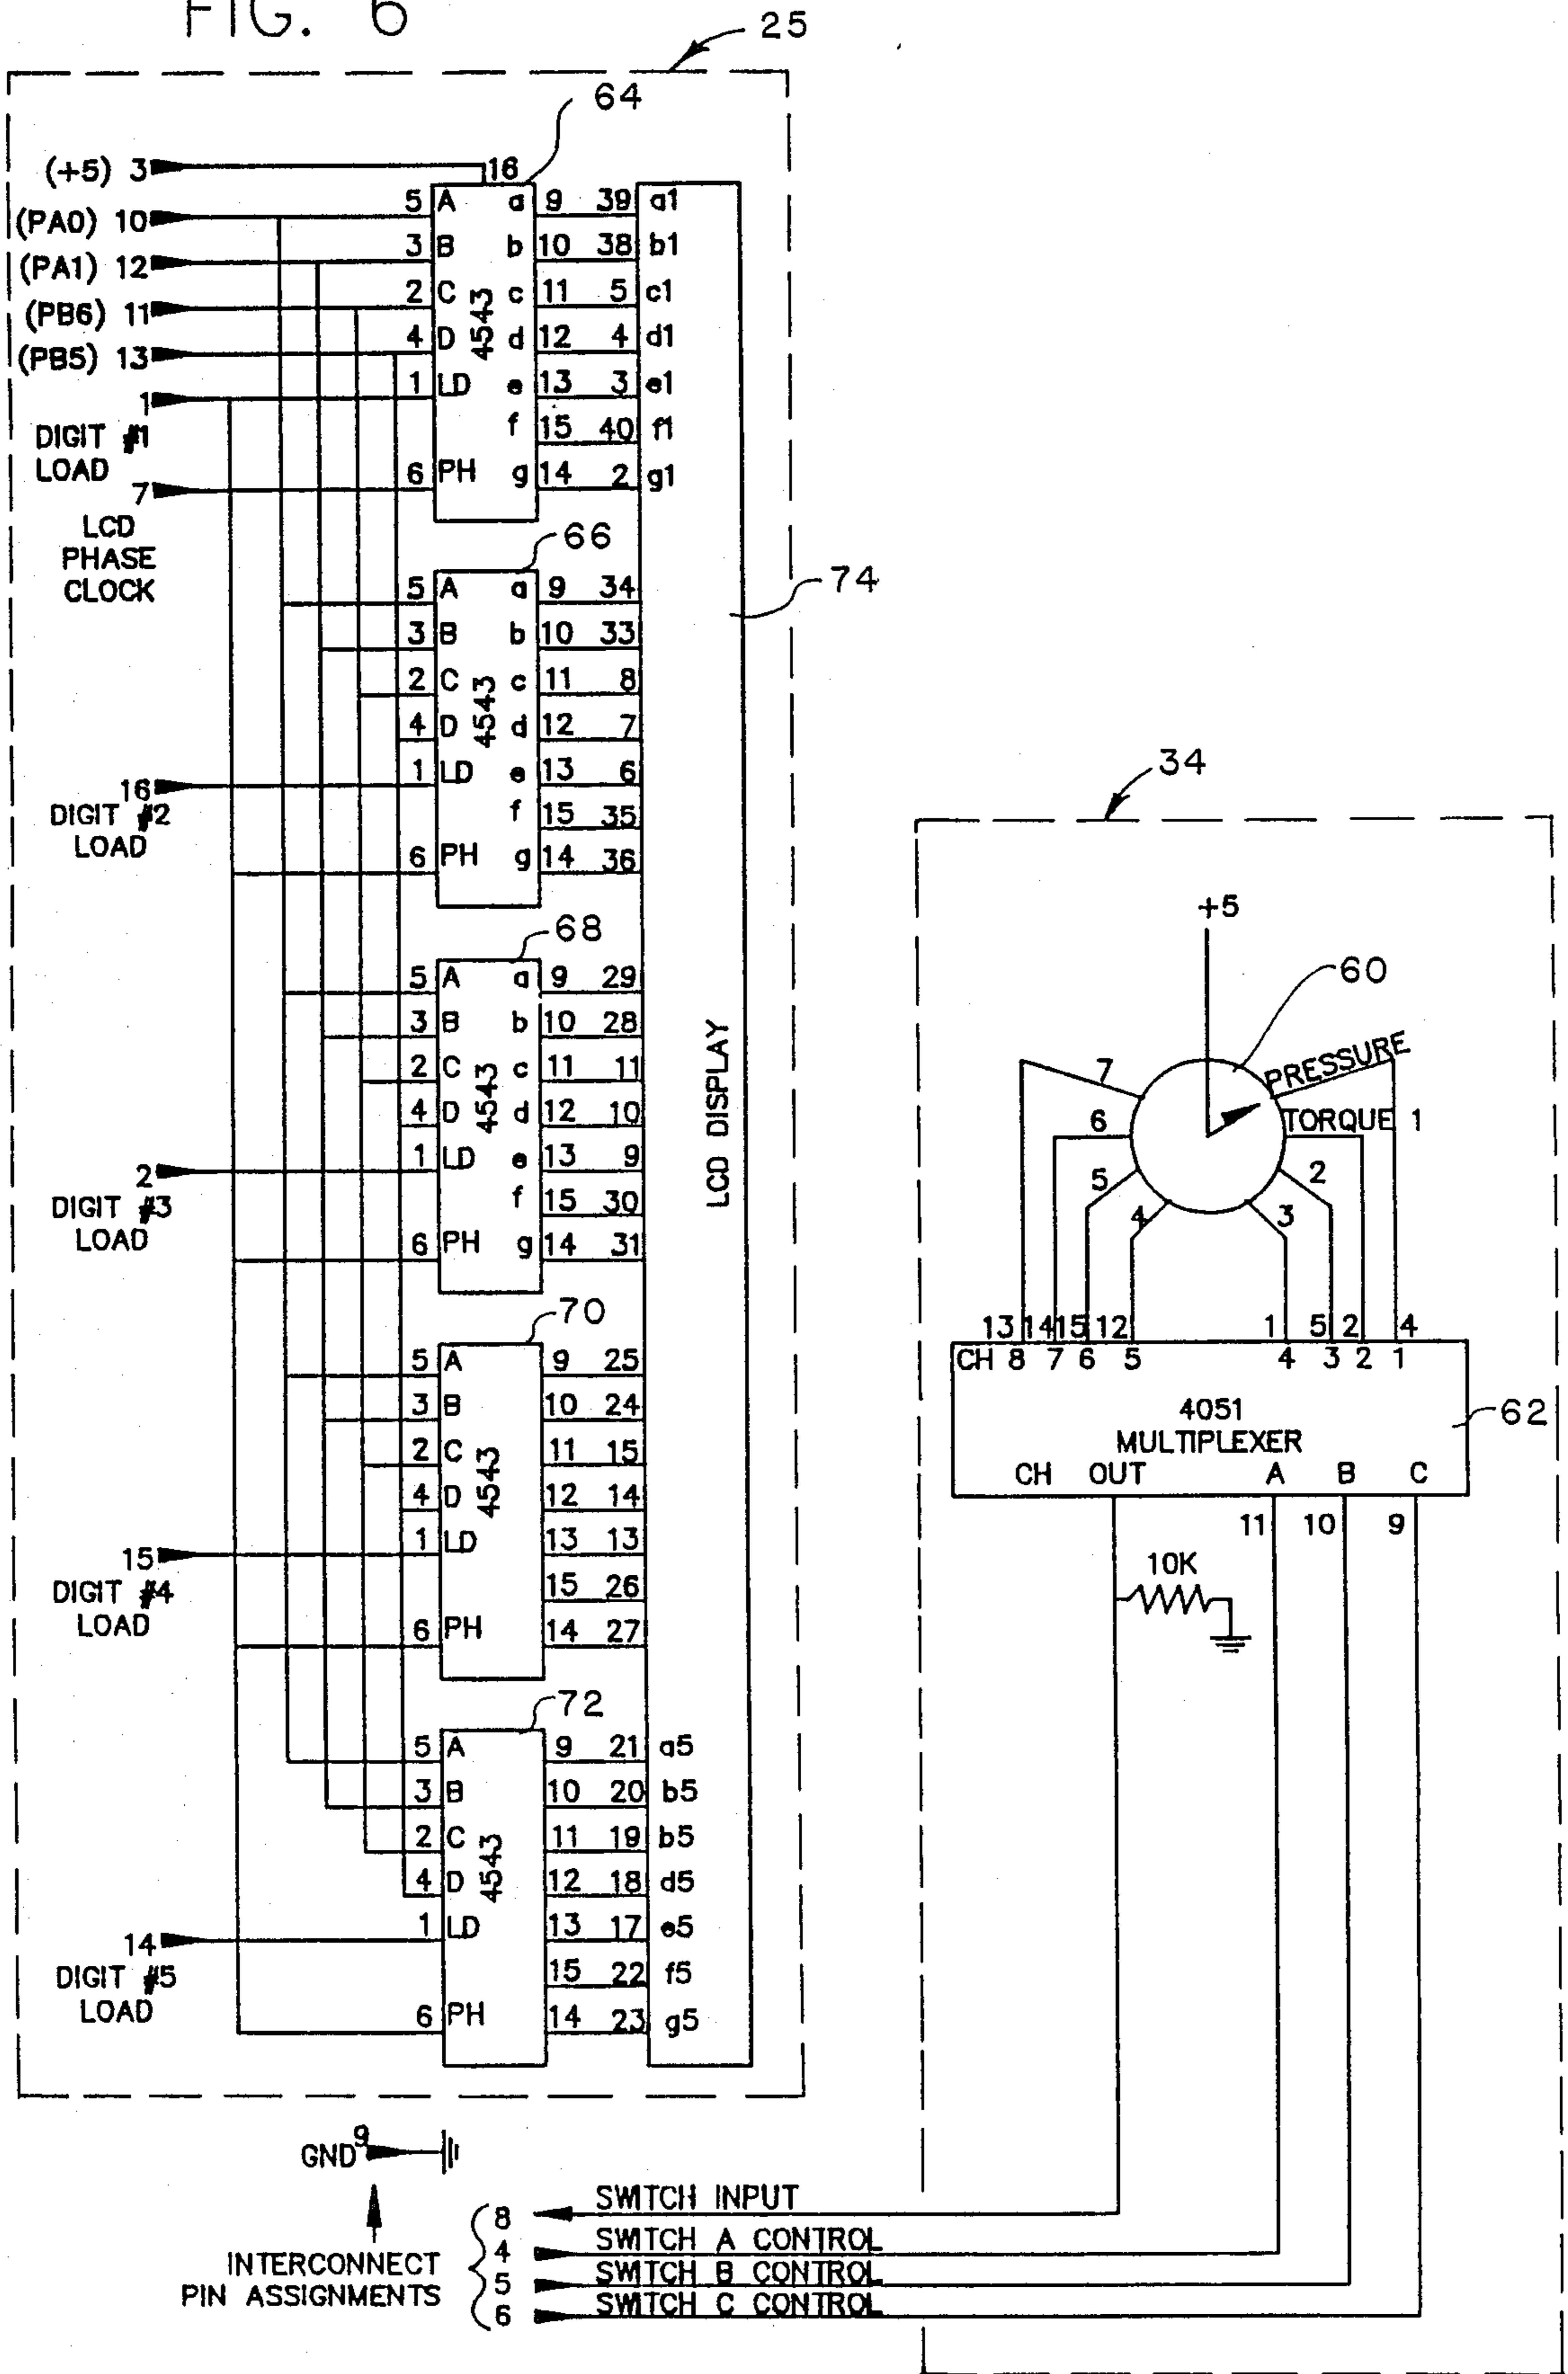 FIG. 6
25
64
(+5) 3
16
(PA0) 10
5 A a 9 39 a1
(PA1) 12
3 B b 10 38 b1
(PB6) 11
2 C c 11 5 c1
(PB5) 13
4 D d 12 4 d1
1
1 LD e 13 3 e1
f 15 40 f1
6 PH g 14 2 g1
4543
DIGIT #1
LOAD
7
LCD
PHASE
CLOCK
66
74
5 A a 9 34
3 B b 10 33
2 C c 11 8
4 D d 12 7
1 LD e 13 6
f 15 35
6 PH g 14 36
4543
16
DIGIT #2
LOAD
68
5 A a 9 29
3 B b 10 28
2 C c 11 11
4 D d 12 10
1 LD e 13 9
f 15 30
6 PH g 14 31
4543
LCD DISPLAY
2
DIGIT #3
LOAD
70
5 A 9 25
3 B 10 24
2 C 11 15
4 D 12 14
1 LD 13 13
15 26
6 PH 14 27
4543
15
DIGIT #4
LOAD
72
5 A 9 21 a5
3 B 10 20 b5
2 C 11 19 b5
4 D 12 18 d5
1 LD 13 17 e5
15 22 f5
6 PH 14 23 g5
4543
14
DIGIT #5
LOAD
34
+5
60
PRESSURE
TORQUE 1
7
6
5
4
3
2
13 14 15 12 1 5 2 4
CH 8 7 6 5 4 3 2 1
4051
MULTIPLEXER
62
CH OUT A B C
11 10 9
10K
GND 9
INTERCONNECT
PIN ASSIGNMENTS
8 SWITCH INPUT
4 SWITCH A CONTROL
5 SWITCH B CONTROL
6 SWITCH C CONTROL